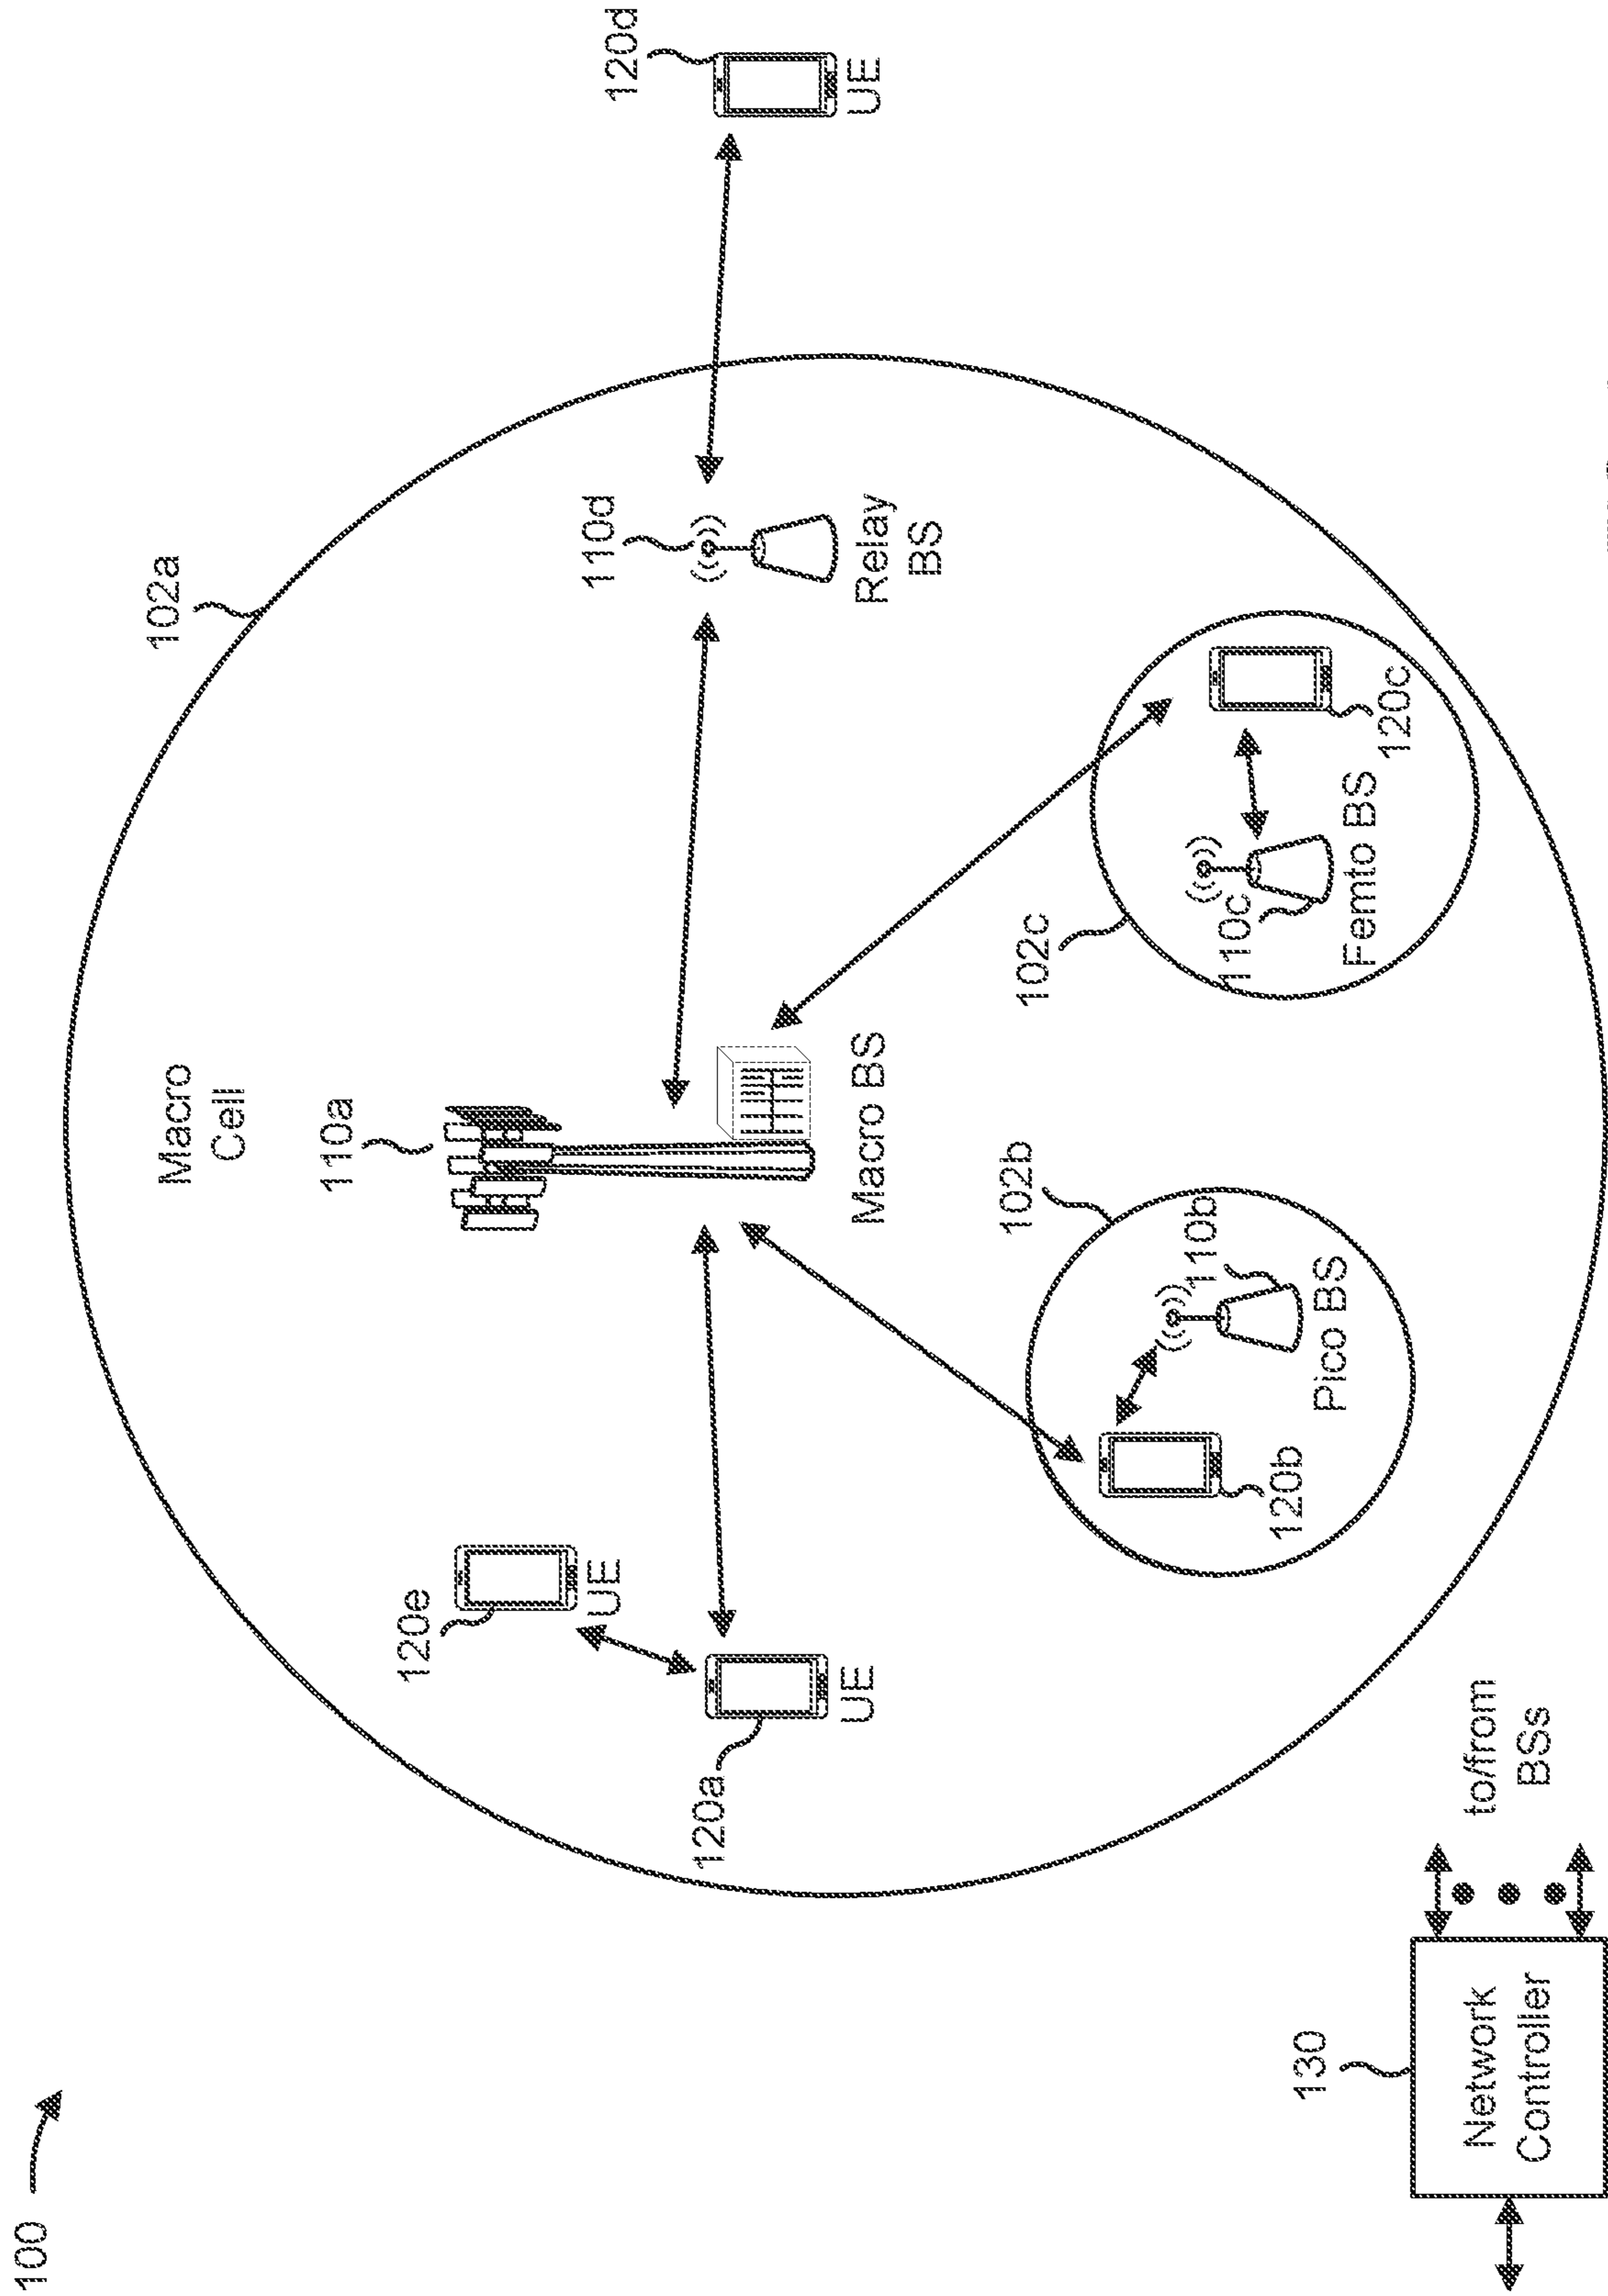 100
102a
Macro
Cell
110a
120d
UE
110d
Relay
BS
120e
UE
120a
UE
Macro BS
102b
110b
Pico BS
120b
102c
110c
Femto BS
120c
130
Network
Controller
to/from
BSs